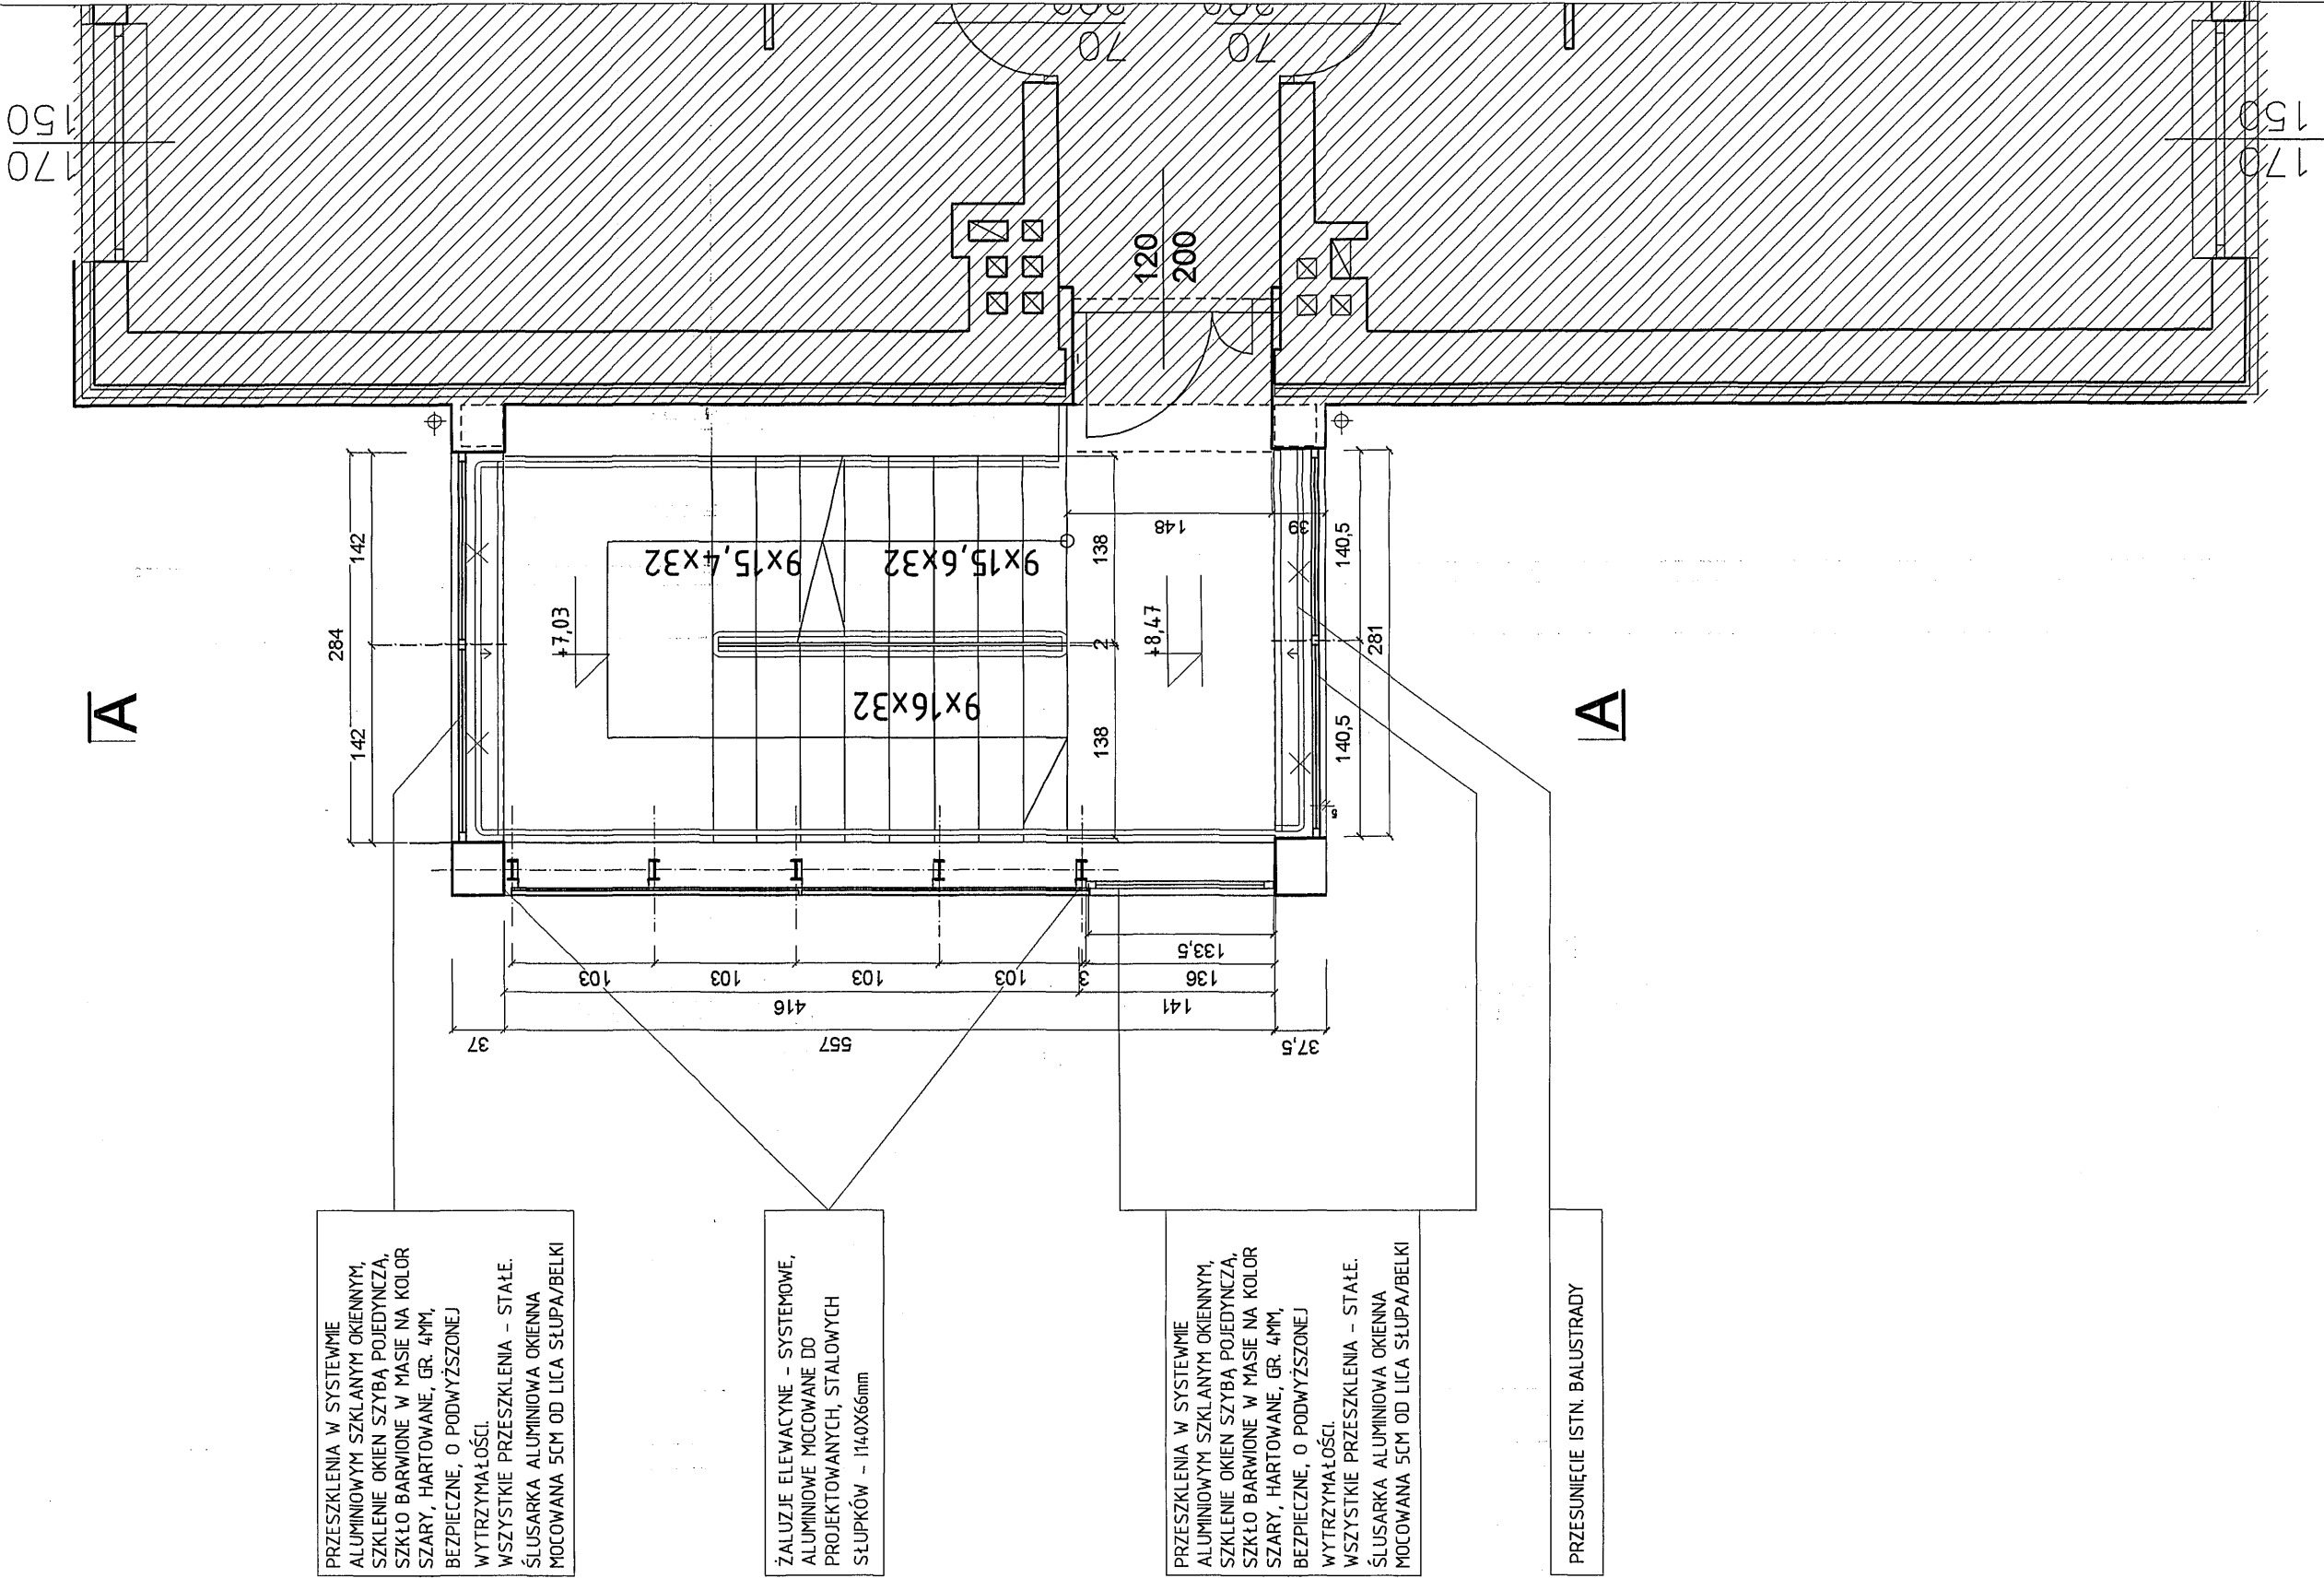 PRZESZKLENIA W SYSTEWMIE
ALUMINIOWYM SZKLANYM OKIENNYM,
SZKLENIE OKIEN SZYBĄ POJEDYNCZĄ,
SZKŁO BARWIONE W MASIE NA KOLOR
SZARY, HARTOWANE, GR. 4MM,
BEZPIECZNE, O PODWYŻSZONEJ
WYTRZYMAŁOŚCI.
WSZYSTKIE PRZESZKLENIA - STAŁE.
ŚLUSARKA ALUMINIOWA OKIENNA
MOCOWANA 5CM OD LICA SŁUPA/BELKI
ŻALUZJE ELEWACYNE - SYSTEMOWE,
ALUMINIOWE MOCOWANE DO
PROJEKTOWANYCH, STALOWYCH
SŁUPKÓW - I140X66mm
PRZESZKLENIA W SYSTEWMIE
ALUMINIOWYM SZKLANYM OKIENNYM,
SZKLENIE OKIEN SZYBĄ POJEDYNCZĄ,
SZKŁO BARWIONE W MASIE NA KOLOR
SZARY, HARTOWANE, GR. 4MM,
BEZPIECZNE, O PODWYŻSZONEJ
WYTRZYMAŁOŚCI.
WSZYSTKIE PRZESZKLENIA - STAŁE.
ŚLUSARKA ALUMINIOWA OKIENNA
MOCOWANA 5CM OD LICA SŁUPA/BELKI
PRZESUNIĘCIE ISTN. BALUSTRADY
A
A
150
170
150
170
70
70
120
200
284
142
142
+7,03
9x15,4x32
9x15,6x32
9x16x32
138
2
138
+8,47
148
39
140,5
140,5
281
5
103
103
103
103
3
133,5
136
416
141
37
557
37,5